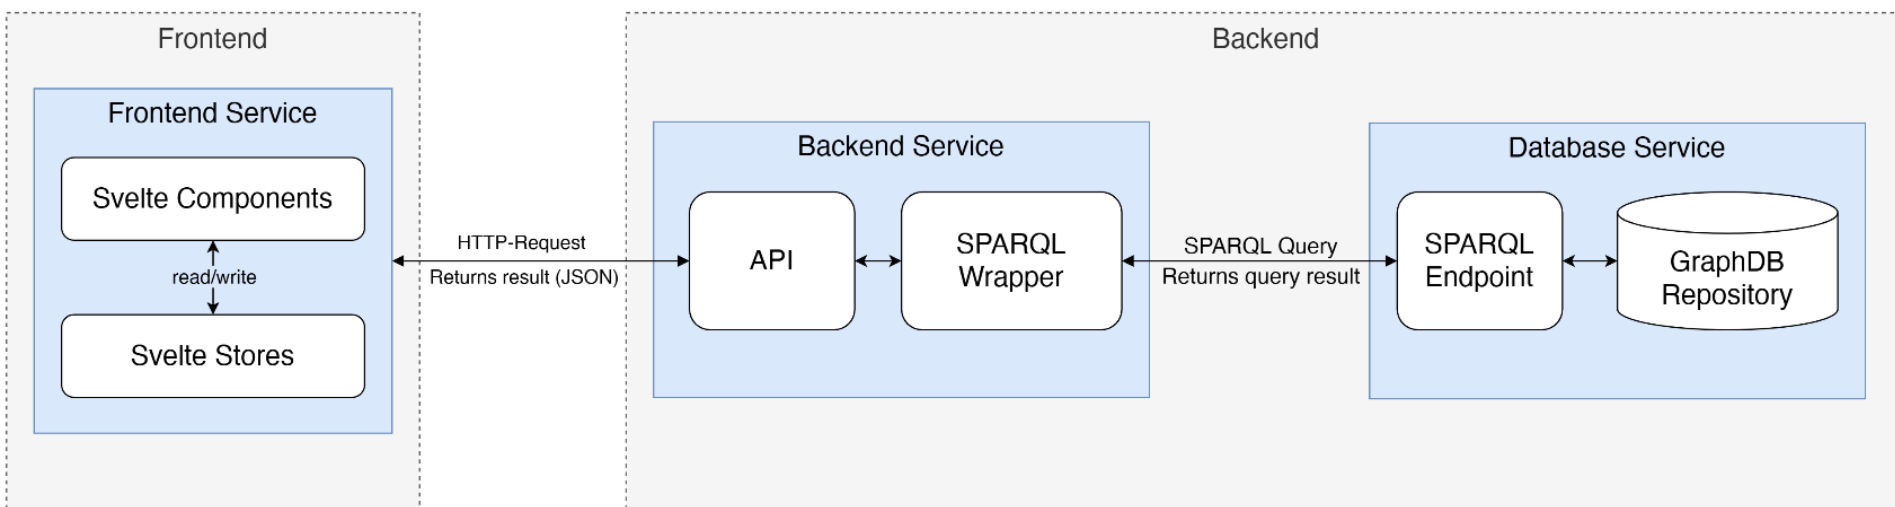 Frontend
Frontend Service
Svelte Components
read/write
Svelte Stores
HTTP-Request
Returns result (JSON)
Backend
Backend Service
API
SPARQL
Wrapper
SPARQL Query
Returns query result
Database Service
SPARQL
Endpoint
GraphDB
Repository